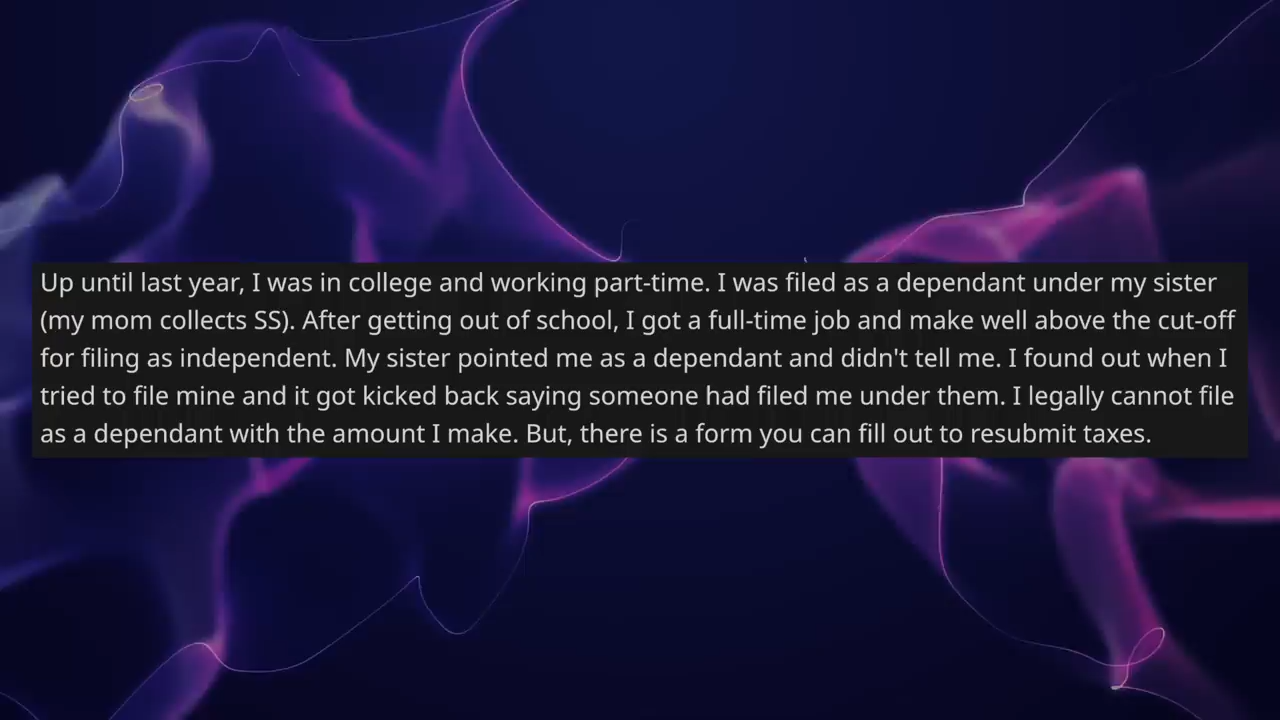 Up until last year, I was in college and working part-time. I was filed as a dependant under my sister
(my mom collects SS). After getting out of school, I got a full-time job and make well above the cut-off
for filing as independent. My sister pointed me as a dependant and didn't tell me. I found out when I
tried to file mine and it got kicked back saying someone had filed me under them. I legally cannot file
as a dependant with the amount I make. But, there is a form you can fill out to resubmit taxes.